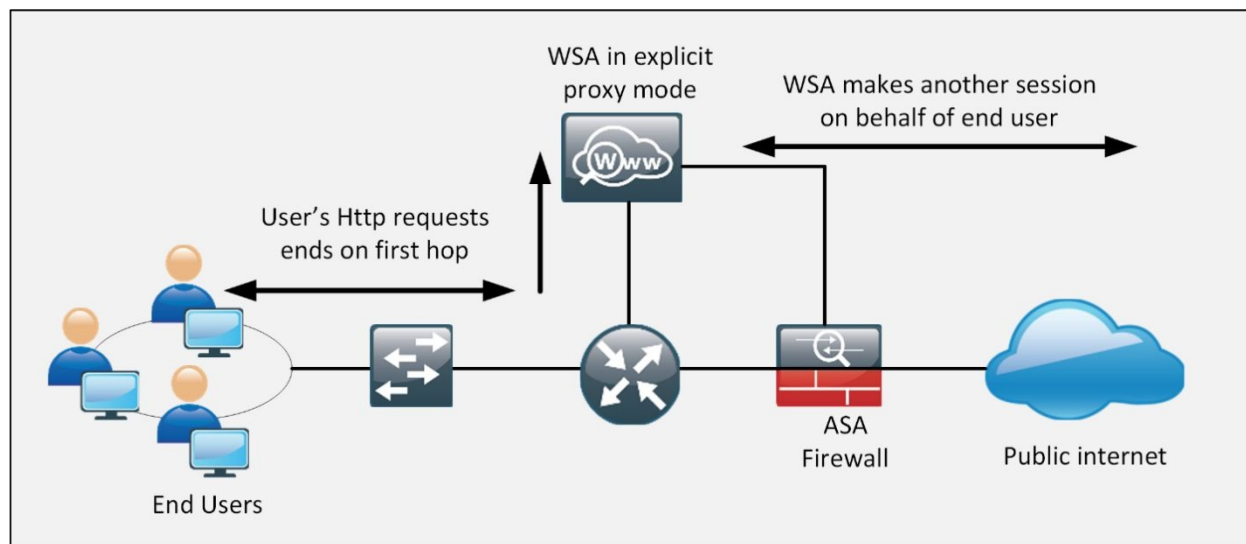 WSA in explicit
proxy mode
WSA makes another session
on behalf of end user
Www
User's Http requests
ends on first hop
ASA
Firewall
Public internet
End Users